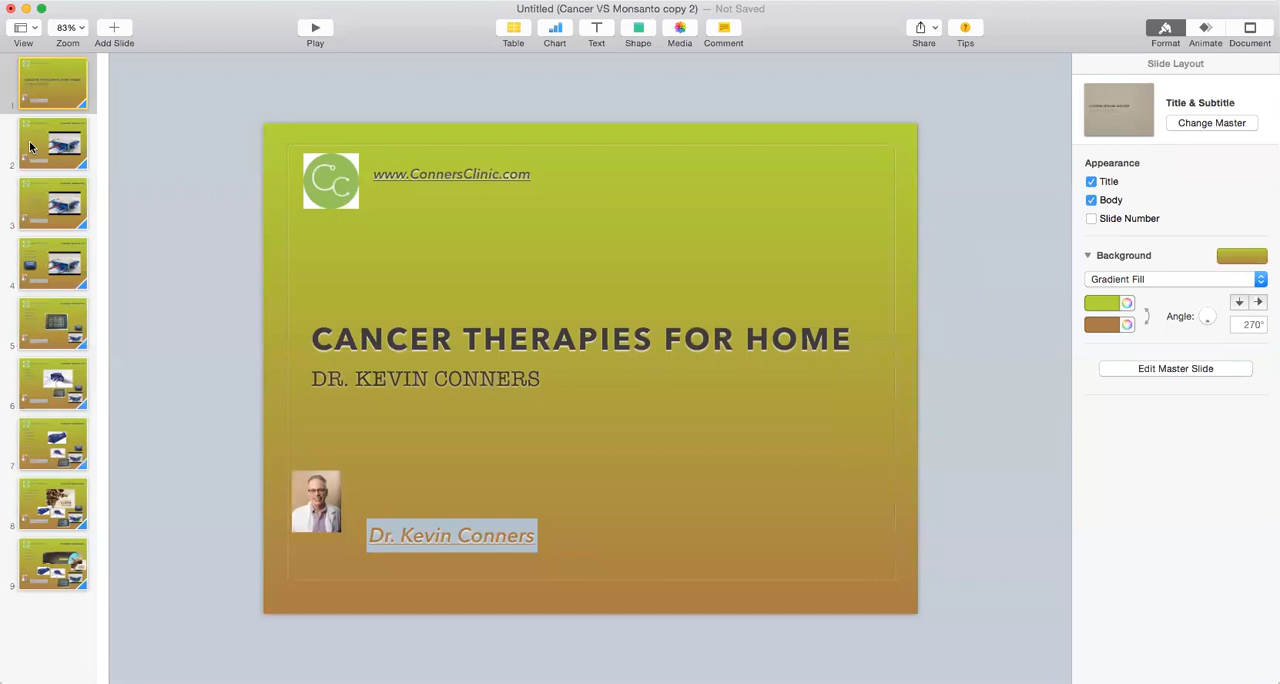 Untitled (Cancer VS Monsanto copy 2) — Not Saved
83%
View Zoom Add Slide Play Table Chart Text Shape Media Comment Share Tips Format Animate Document
Slide Layout
Title & Subtitle
Change Master
Appearance
Title
Body
Slide Number
Background
Gradient Fill
Angle:
270°
Edit Master Slide
1
2
3
4
5
6
7
8
9
CC
www.ConnersClinic.com
CANCER THERAPIES FOR HOME
DR. KEVIN CONNERS
Dr. Kevin Conners